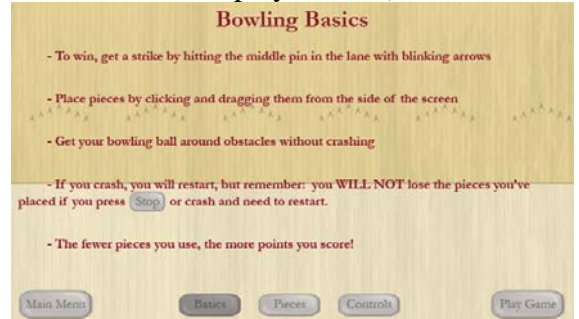 Bowling Basics
- To win, get a strike by hitting the middle pin in the lane with blinking arrows
- Place pieces by clicking and dragging them from the side of the screen
- Get your bowling ball around obstacles without crashing
- If you crash, you will restart, but remember: you WILL NOT lose the pieces you've
placed if you press Stop or crash and need to restart.
- The fewer pieces you use, the more points you score!
Main Menu Basics Pieces Controls Play Game